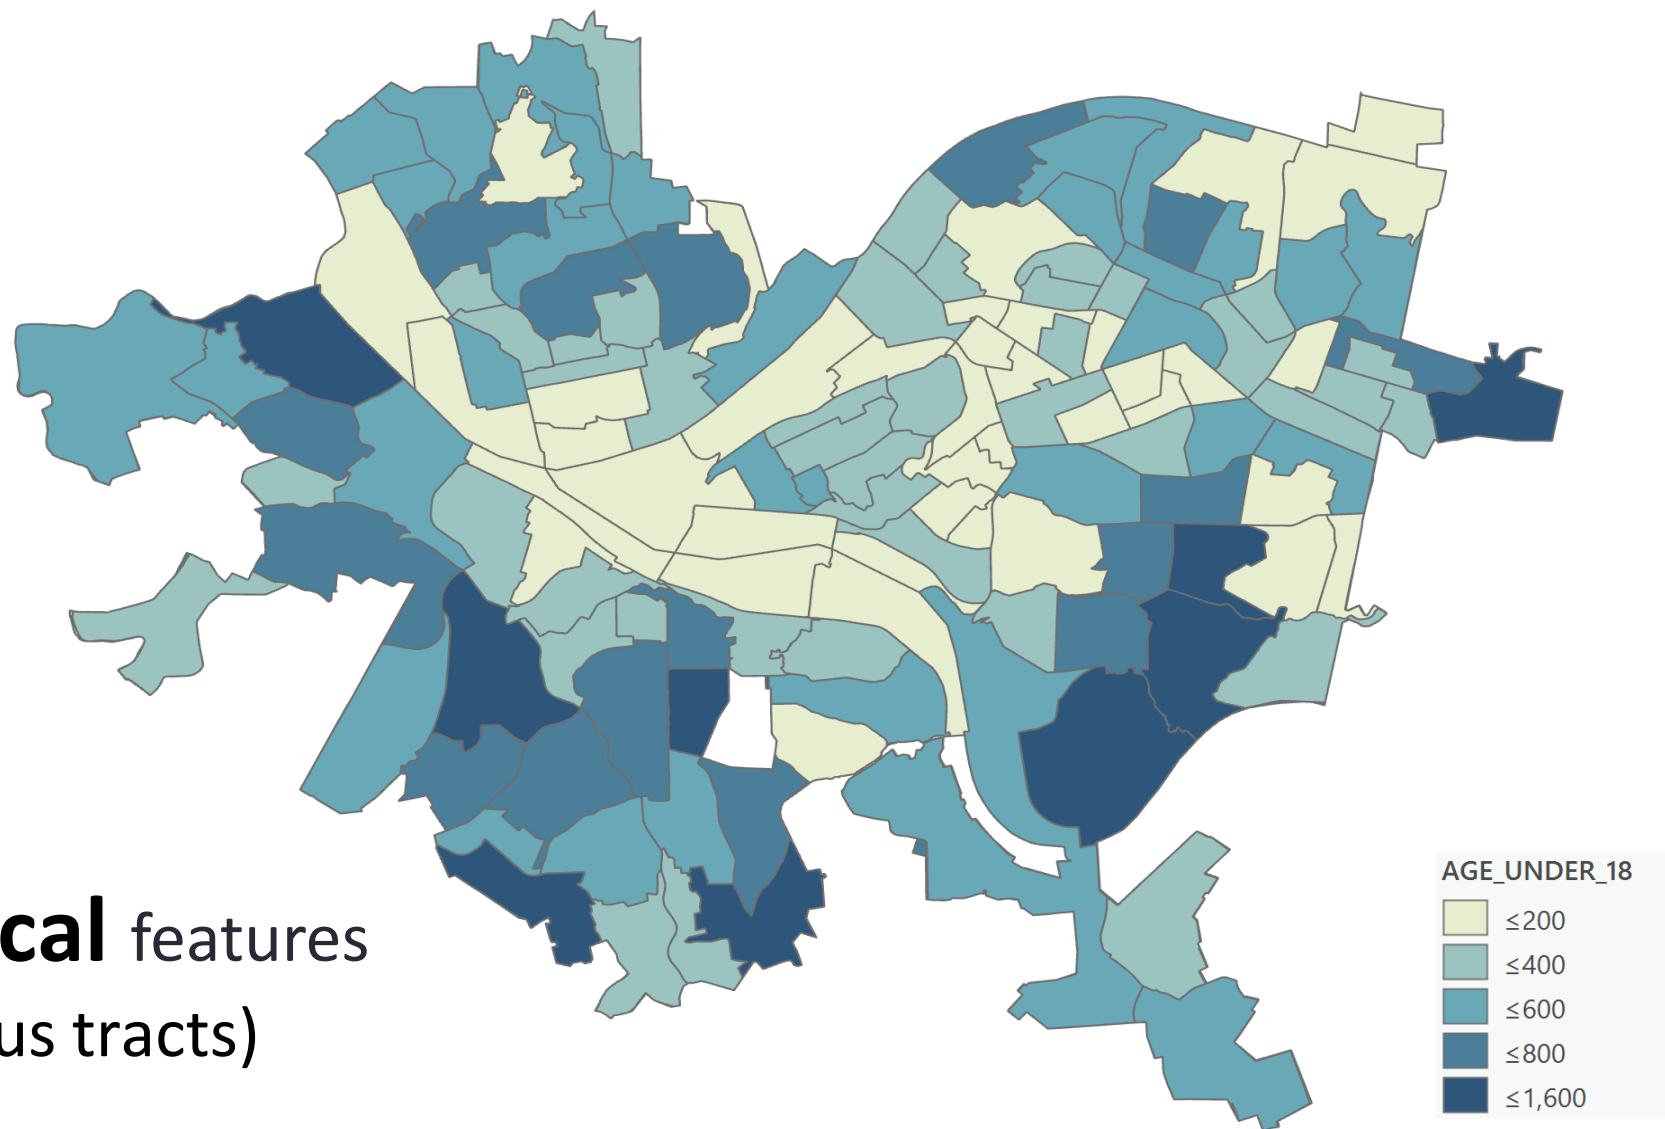 cal features
us tracts)
AGE_UNDER_18
≤200
≤400
≤600
≤800
≤1,600